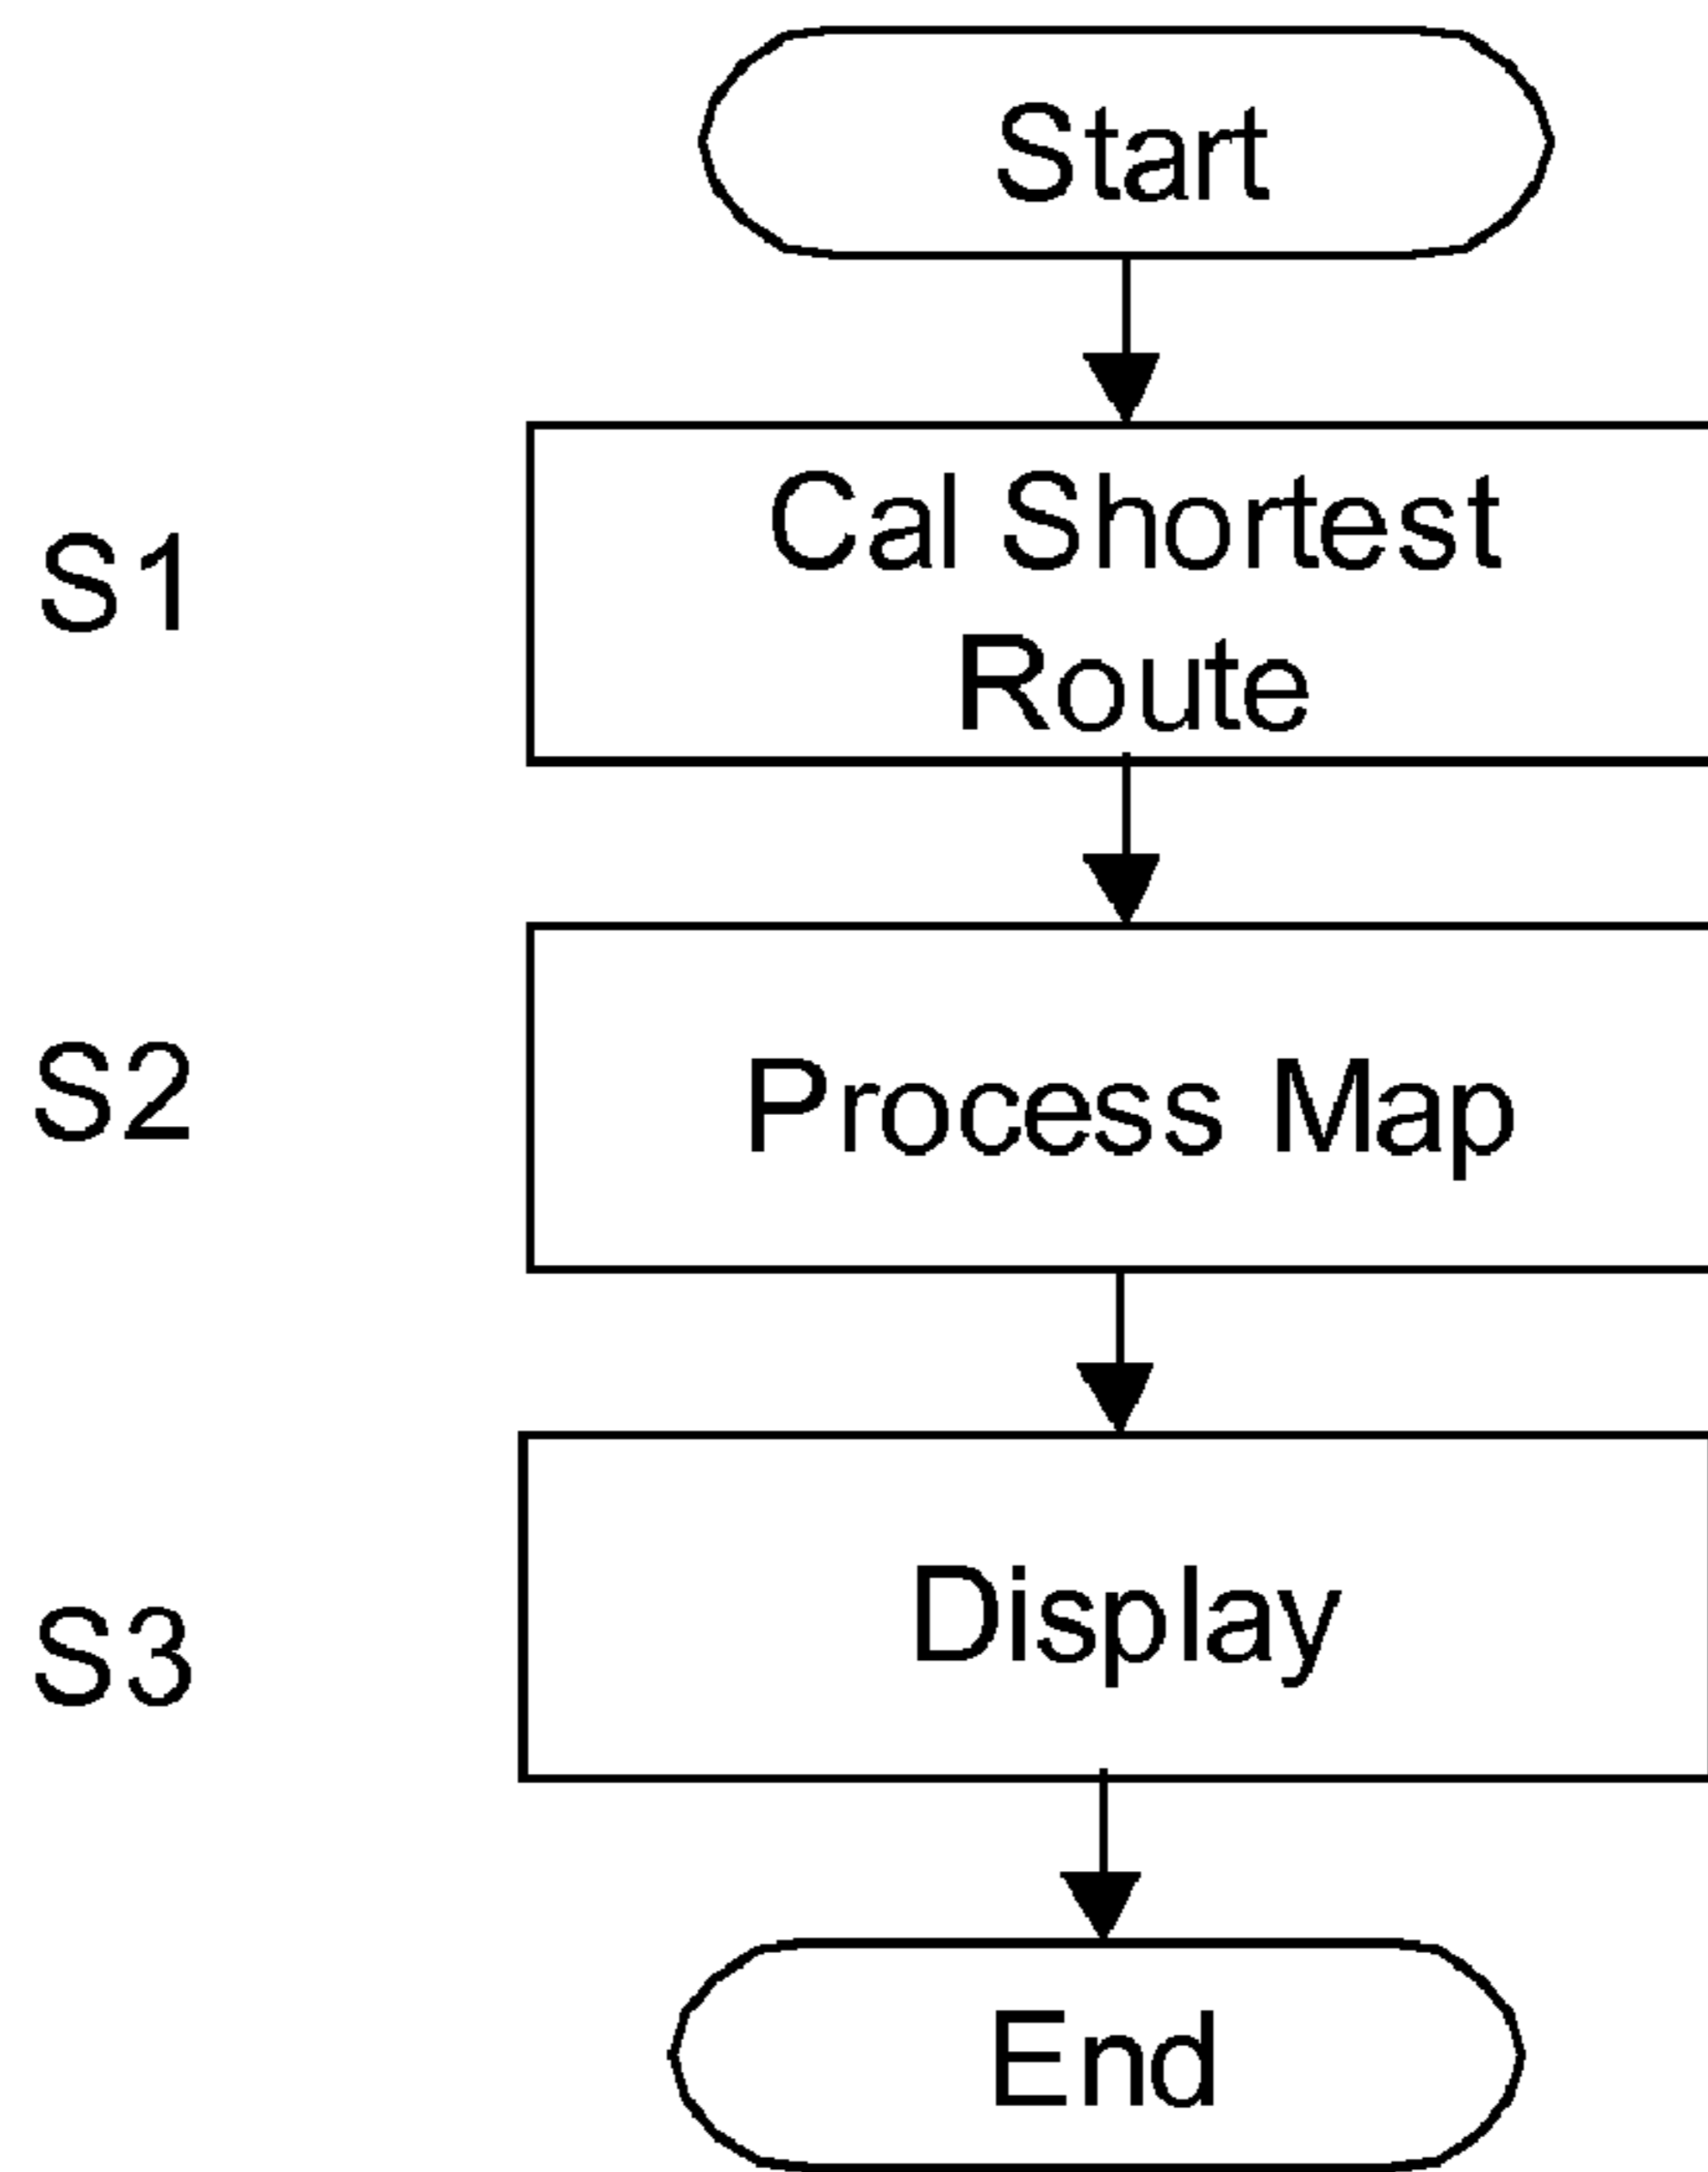 Start
S1
Cal Shortest
Route
S2
Process Map
S3
Display
End